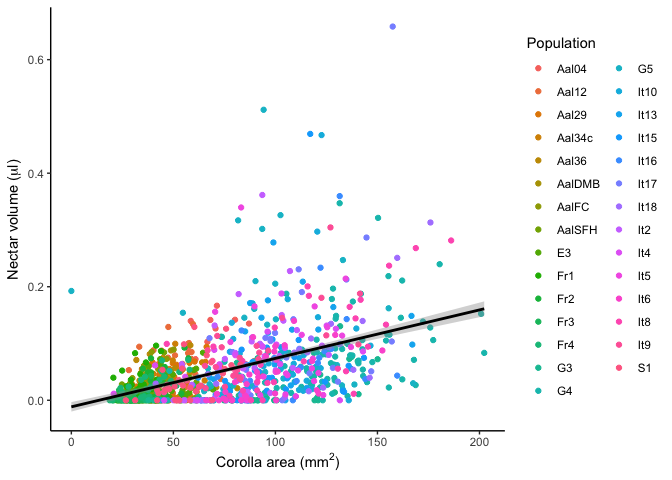 Population
Aal04
Aal12
Aal29
Aal34c
Aal36
AalDMB
AalFC
AalSFH
E3
Fr1
Fr2
Fr3
Fr4
G3
G4
G5
It10
It13
It15
It16
It17
It18
It2
It4
It5
It6
It8
It9
S1
Nectar volume (μl)
0.6
0.4
0.2
0.0
0 50 100 150 200
Corolla area (mm²)